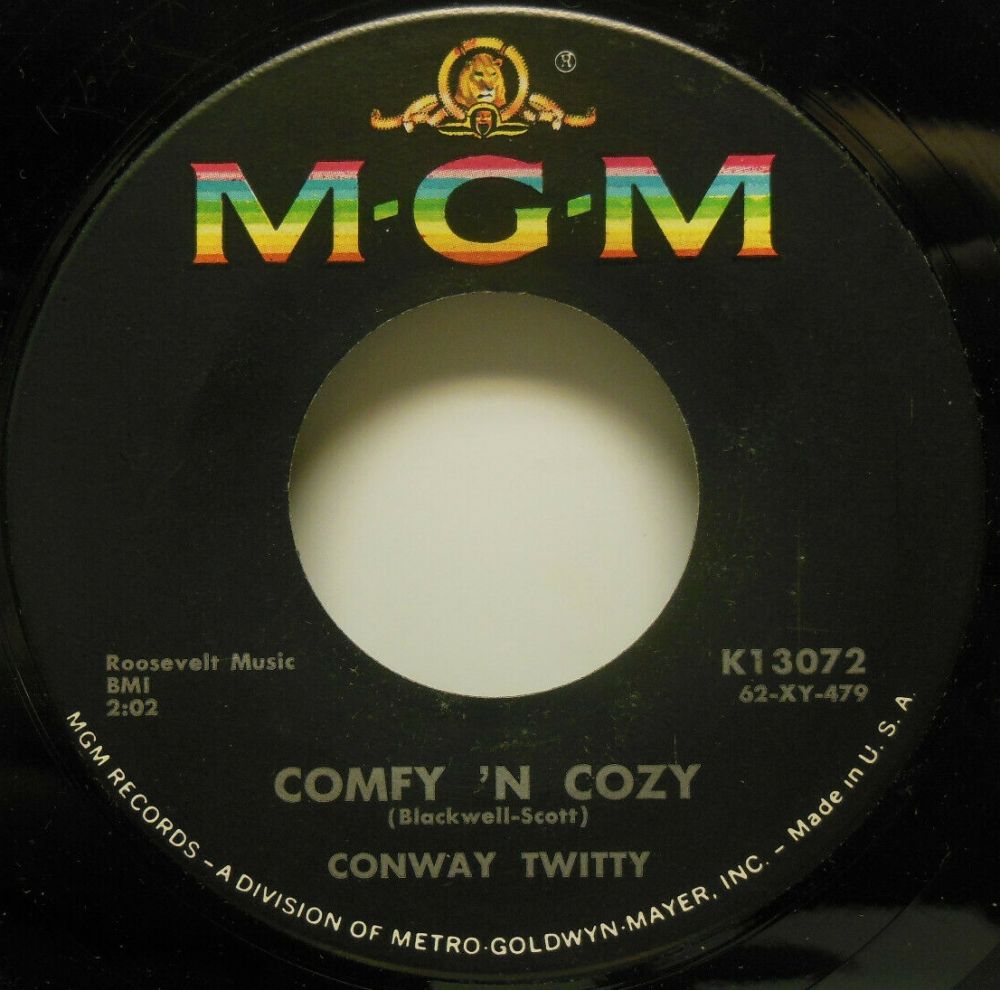 ®
M-G-M
Roosevelt Music
BMI
2:02
K13072
62-XY-479
COMFY 'N COZY
(Blackwell-Scott)
CONWAY TWITTY
MGM RECORDS – A DIVISION OF METRO-GOLDWYN-MAYER, INC. – Made in U. S. A.